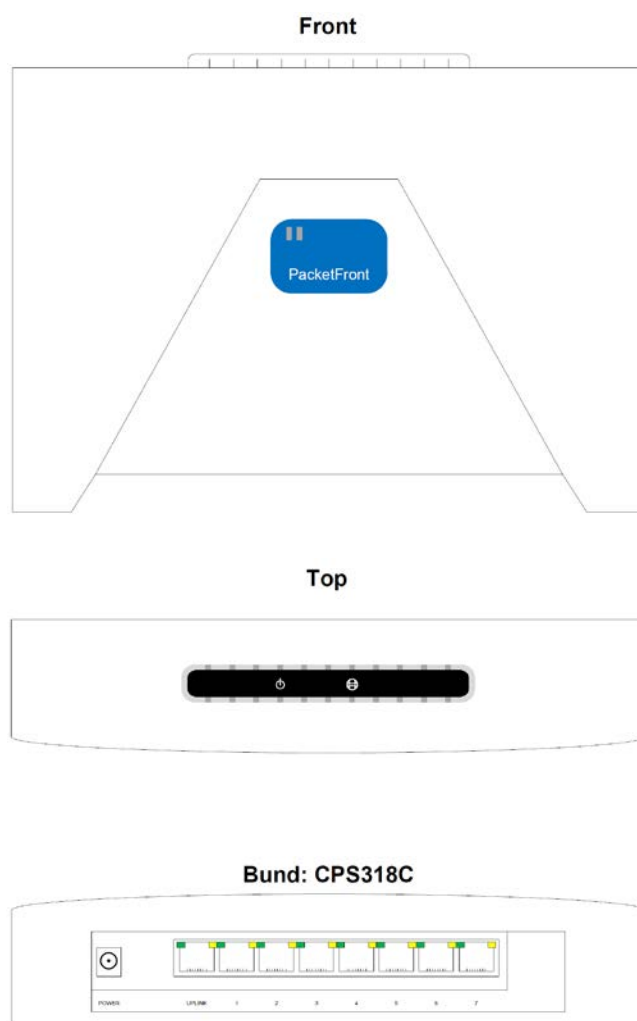 Front
PacketFront
Top
Bund: CPS318C
POWER UPLINK 1 2 3 4 5 6 7